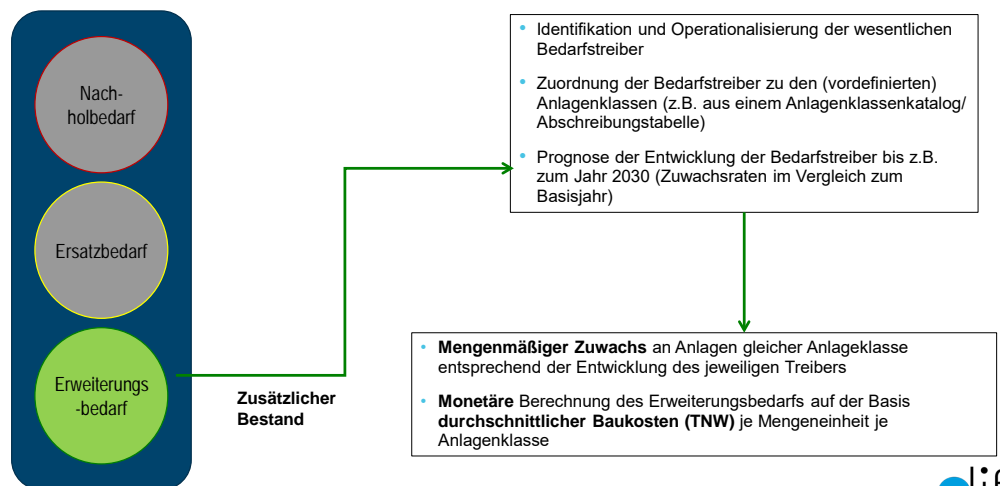 Nach-
holbedarf
Ersatzbedarf
Erweiterungs
-bedarf
Zusätzlicher
Bestand
• Identifikation und Operationalisierung der wesentlichen
Bedarfstreiber
• Zuordnung der Bedarfstreiber zu den (vordefinierten)
Anlagenklassen (z.B. aus einem Anlagenklassenkatalog/
Abschreibungstabelle)
• Prognose der Entwicklung der Bedarfstreiber bis z.B.
zum Jahr 2030 (Zuwachsraten im Vergleich zum
Basisjahr)
• Mengenmäßiger Zuwachs an Anlagen gleicher Anlageklasse
entsprechend der Entwicklung des jeweiligen Treibers
• Monetäre Berechnung des Erweiterungsbedarfs auf der Basis
durchschnittlicher Baukosten (TNW) je Mengeneinheit je
Anlagenklasse